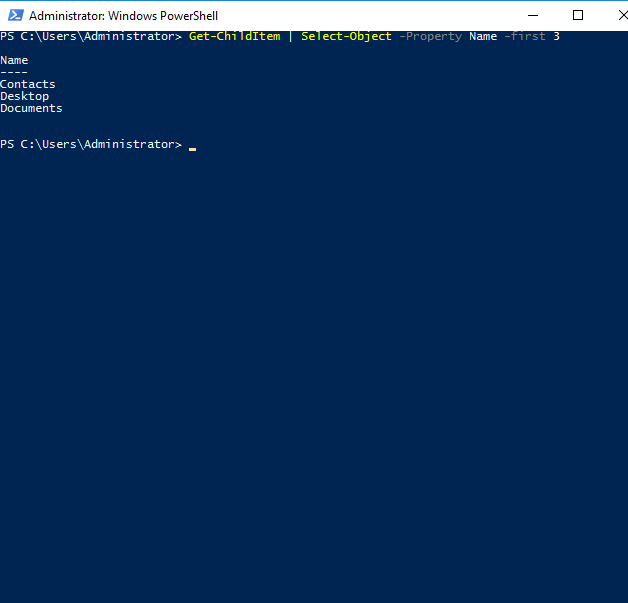 Administrator: Windows PowerShell
PS C:\Users\Administrator> Get-ChildItem | Select-Object -Property Name -first 3
Name
----
Contacts
Desktop
Documents
PS C:\Users\Administrator>